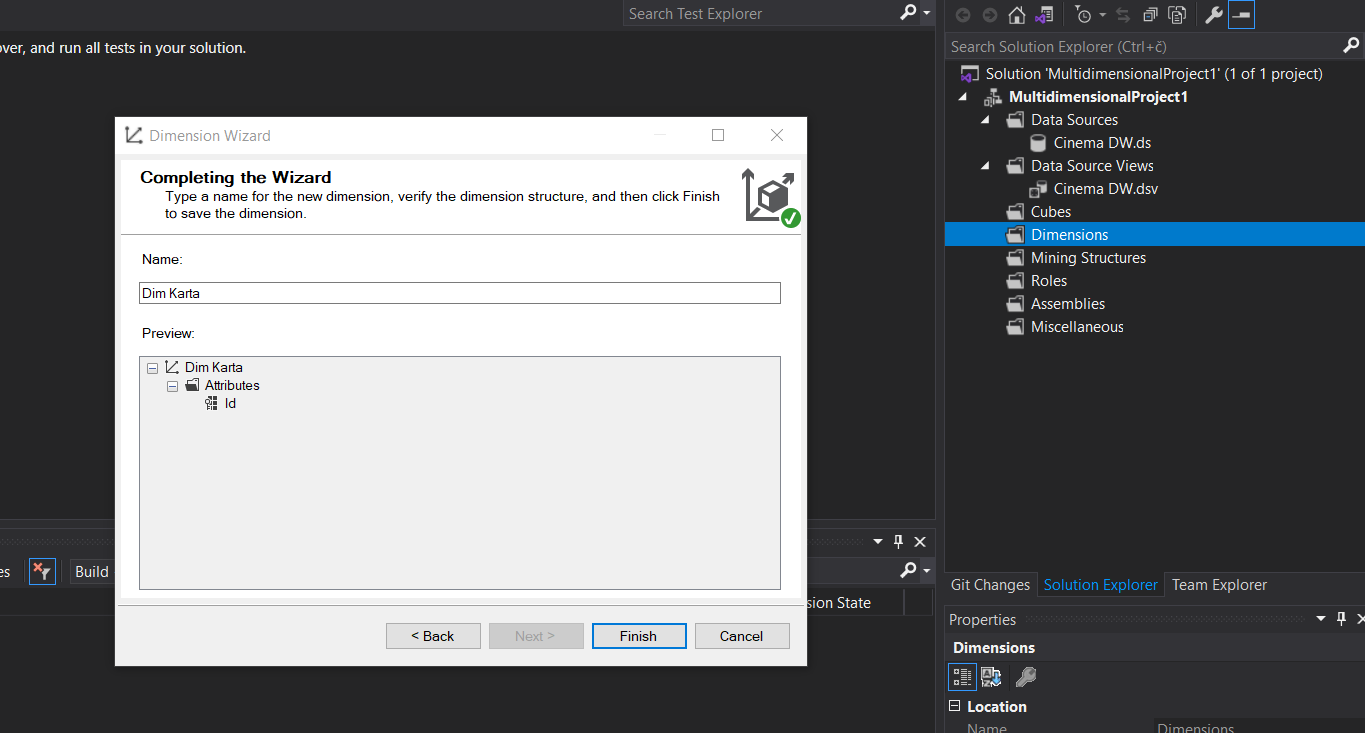 Search Test Explorer
over, and run all tests in your solution.
Search Solution Explorer (Ctrl+č)
Solution 'MultidimensionalProject1' (1 of 1 project)
MultidimensionalProject1
Data Sources
Cinema DW.ds
Data Source Views
Cinema DW.dsv
Cubes
Dimensions
Mining Structures
Roles
Assemblies
Miscellaneous
Dimension Wizard
Completing the Wizard
Type a name for the new dimension, verify the dimension structure, and then click Finish
to save the dimension.
Name:
Dim Karta
Preview:
Dim Karta
Attributes
Id
< Back
Next >
Finish
Cancel
es
Build
sion State
Git Changes
Solution Explorer
Team Explorer
Properties
Dimensions
Location
Name
Dimensions